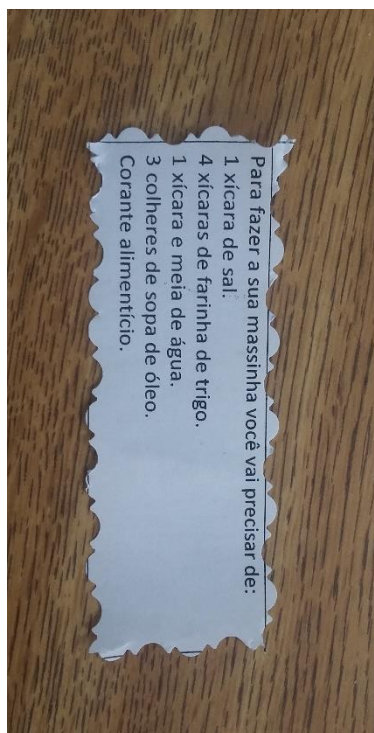 Para fazer a sua massinha você vai precisar de:
1 xícara de sal.
4 xícaras de farinha de trigo.
1 xícara e meia de água.
3 colheres de sopa de óleo.
Corante alimentício.